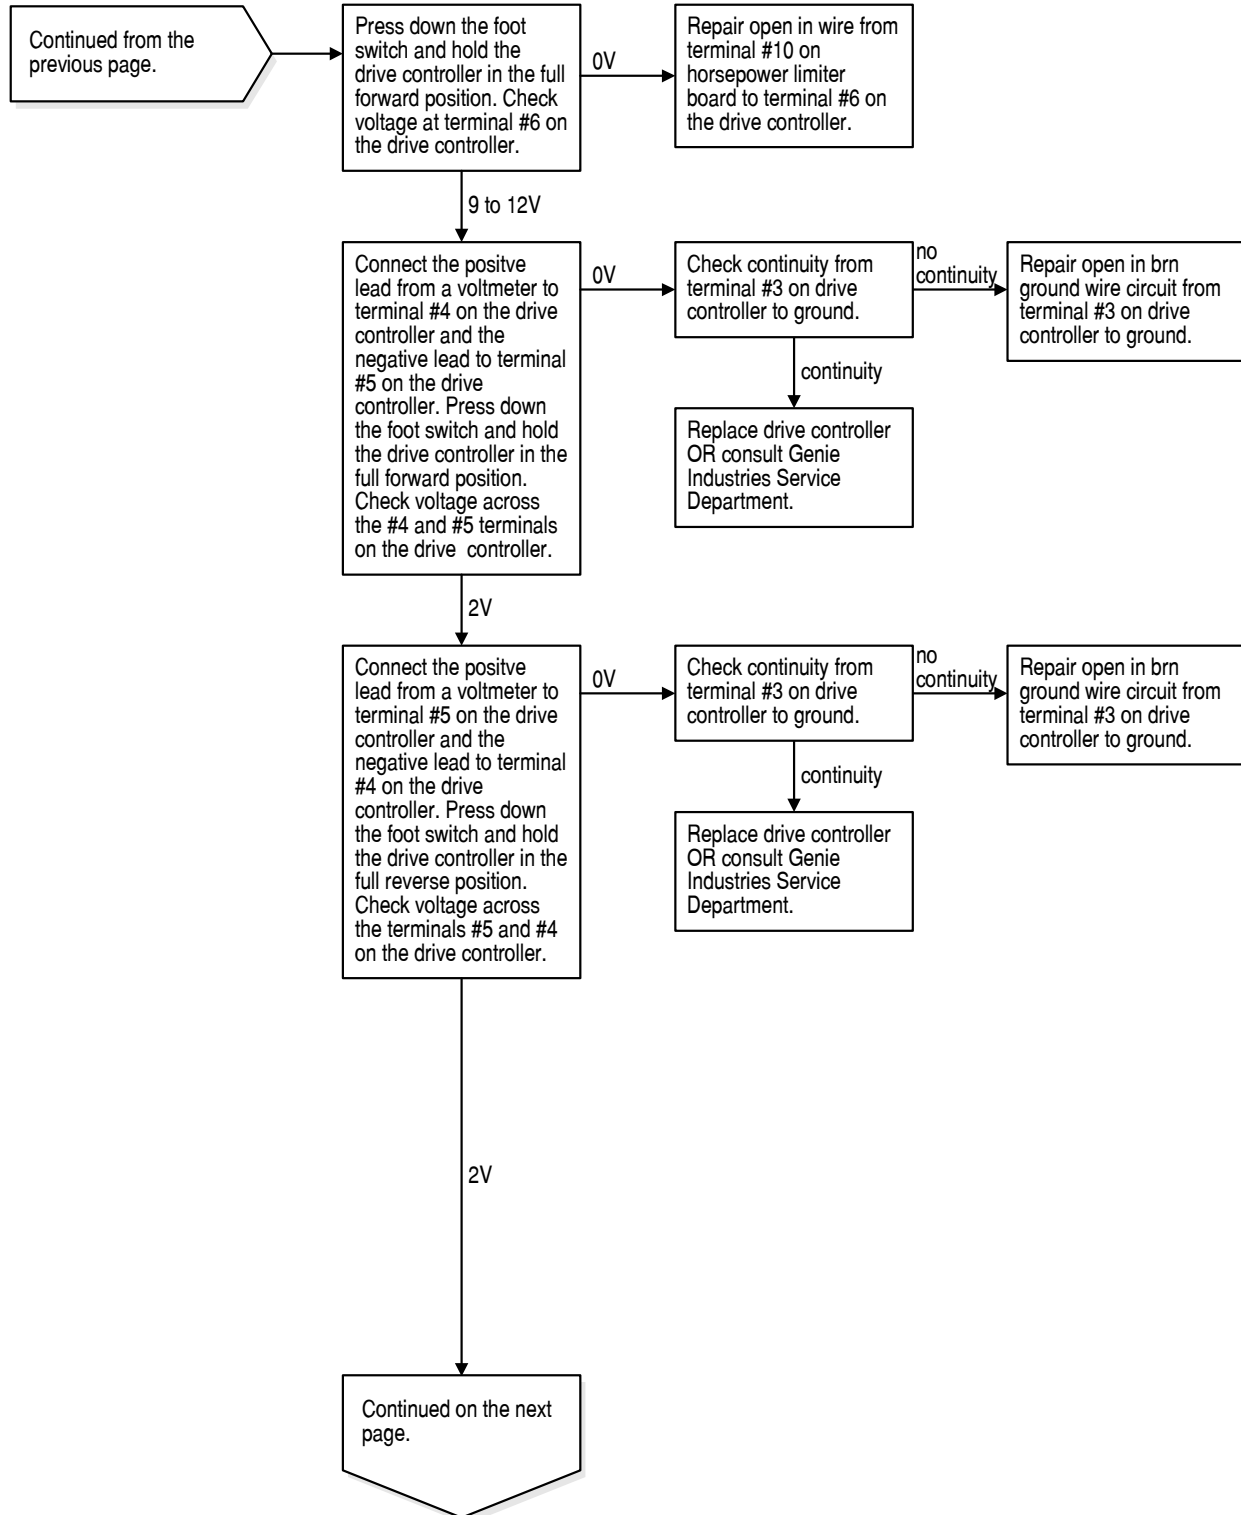 Continued from the
previous page.
Press down the foot
switch and hold the
drive controller in the full
forward position. Check
voltage at terminal #6 on
the drive controller.
0V
Repair open in wire from
terminal #10 on
horsepower limiter
board to terminal #6 on
the drive controller.
9 to 12V
Connect the positve
lead from a voltmeter to
terminal #4 on the drive
controller and the
negative lead to terminal
#5 on the drive
controller. Press down
the foot switch and hold
the drive controller in the
full forward position.
Check voltage across
the #4 and #5 terminals
on the drive controller.
0V
Check continuity from
terminal #3 on drive
controller to ground.
no
continuity
Repair open in brn
ground wire circuit from
terminal #3 on drive
controller to ground.
continuity
Replace drive controller
OR consult Genie
Industries Service
Department.
2V
Connect the positve
lead from a voltmeter to
terminal #5 on the drive
controller and the
negative lead to terminal
#4 on the drive
controller. Press down
the foot switch and hold
the drive controller in the
full reverse position.
Check voltage across
the terminals #5 and #4
on the drive controller.
0V
Check continuity from
terminal #3 on drive
controller to ground.
no
continuity
Repair open in brn
ground wire circuit from
terminal #3 on drive
controller to ground.
continuity
Replace drive controller
OR consult Genie
Industries Service
Department.
2V
Continued on the next
page.